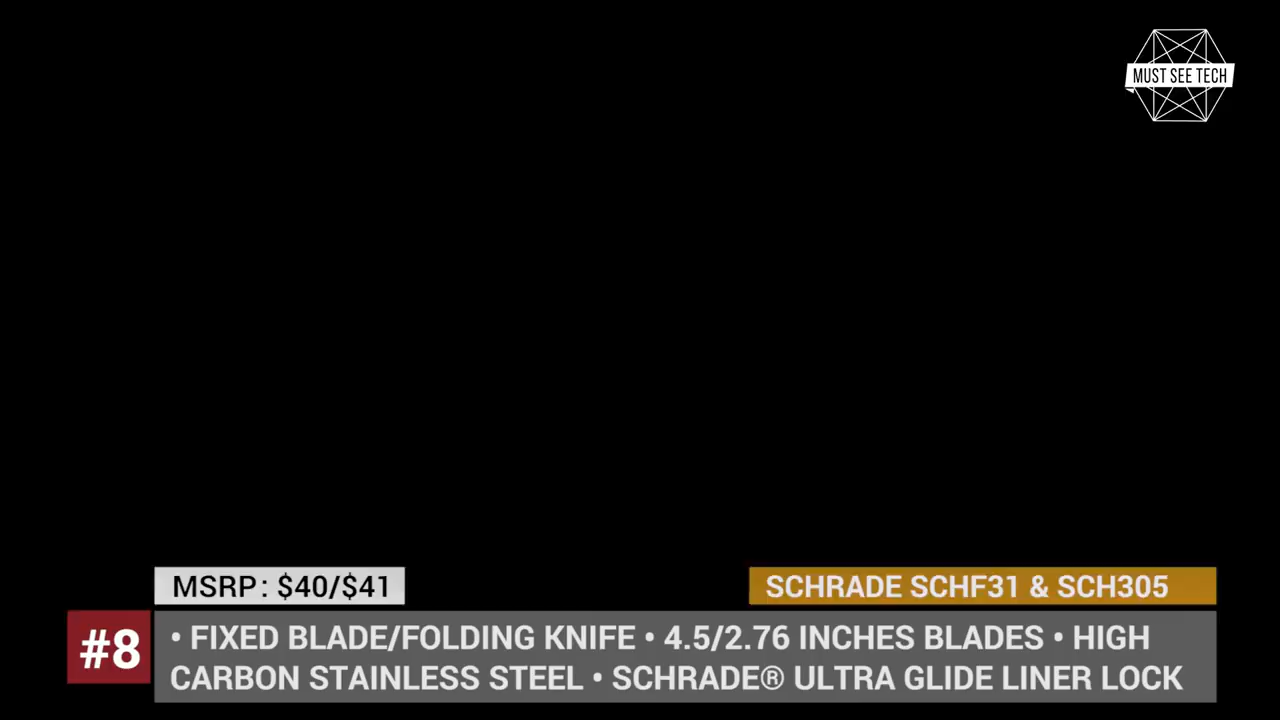 MUST SEE TECH
MSRP: $40/$41
SCHRADE SCHF31 & SCH305
#8
• FIXED BLADE/FOLDING KNIFE • 4.5/2.76 INCHES BLADES • HIGH
CARBON STAINLESS STEEL • SCHRADE® ULTRA GLIDE LINER LOCK